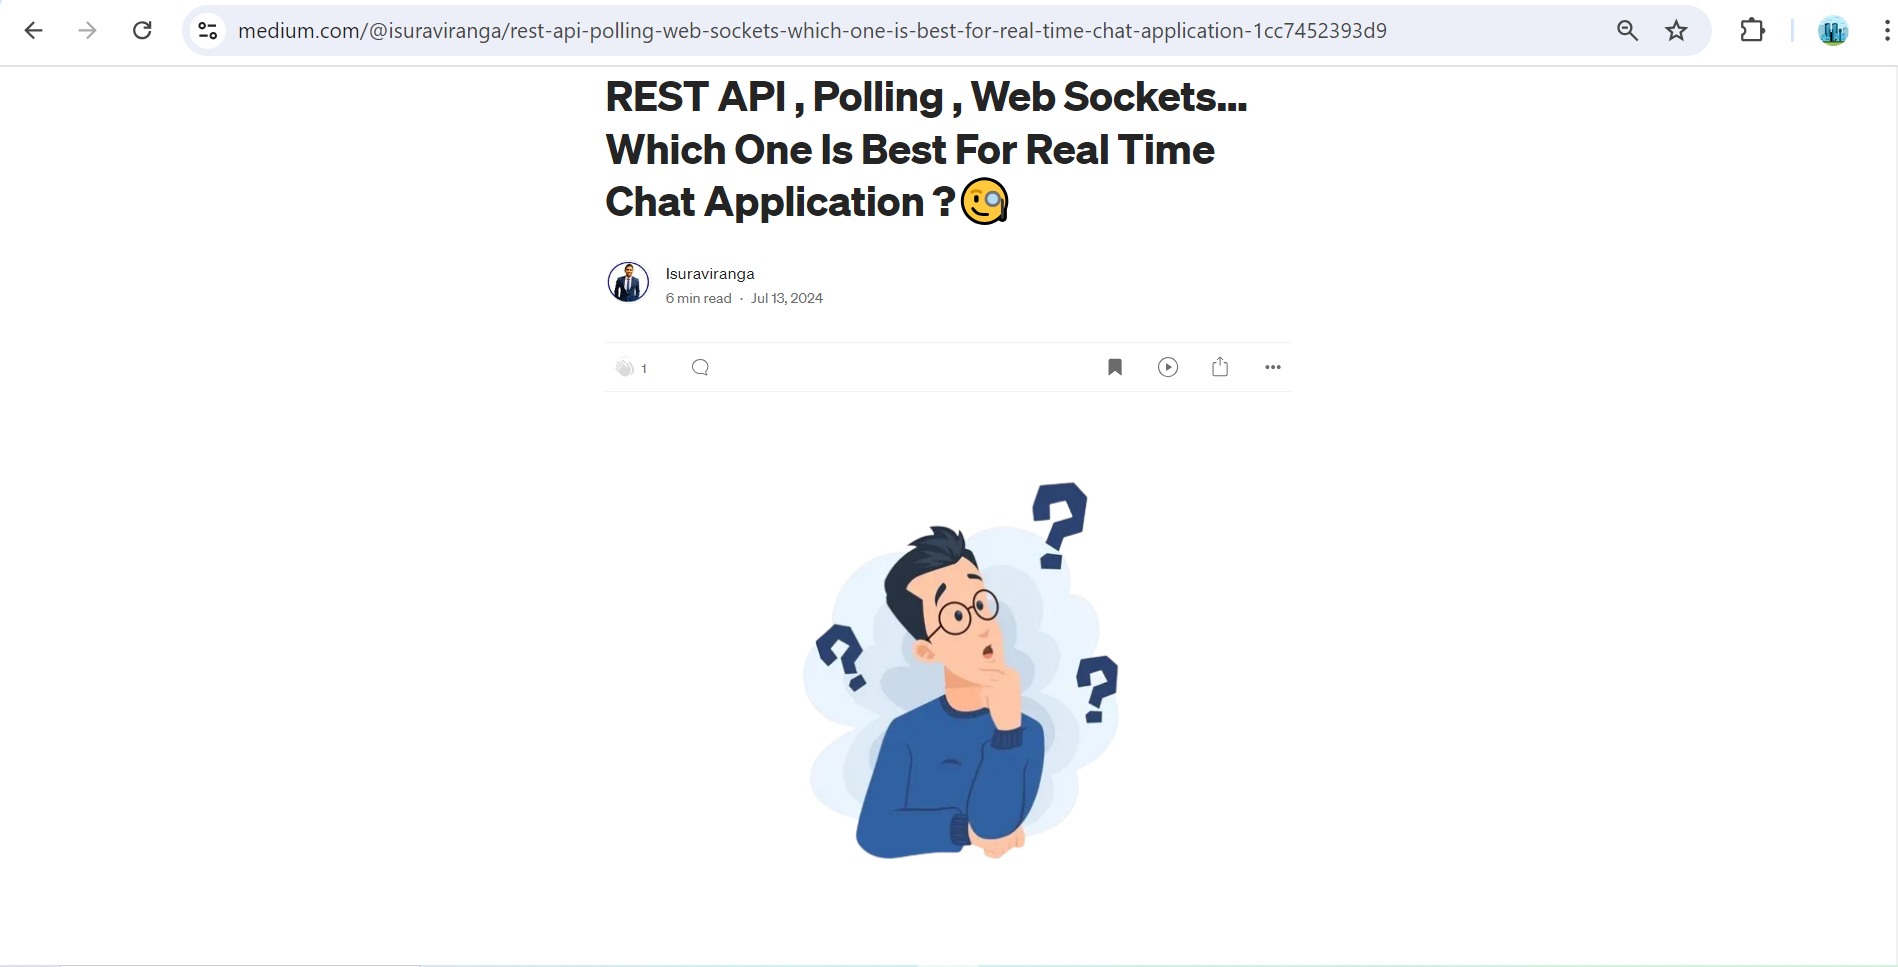 medium.com/@isuraviranga/rest-api-polling-web-sockets-which-one-is-best-for-real-time-chat-application-1cc7452393d9
REST API , Polling , Web Sockets...
Which One Is Best For Real Time
Chat Application ?🧐
Isuraviranga
6 min read · Jul 13, 2024
1
?
?
?